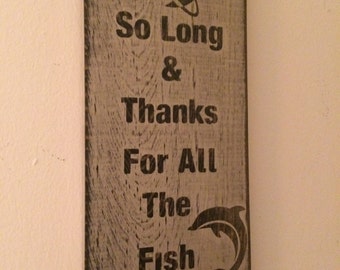 So Long
&
Thanks
For All
The
Fish